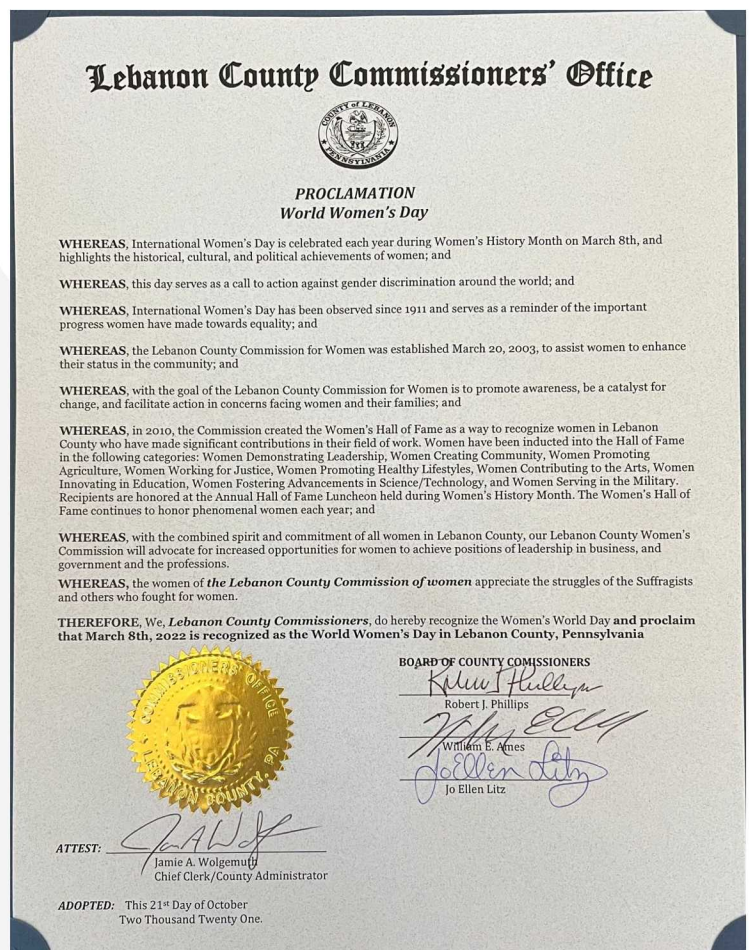 Lebanon County Commissioners' Office
COUNTY of LEBANON
PENNSYLVANIA
PROCLAMATION
World Women's Day
WHEREAS, International Women's Day is celebrated each year during Women's History Month on March 8th, and
highlights the historical, cultural, and political achievements of women; and
WHEREAS, this day serves as a call to action against gender discrimination around the world; and
WHEREAS, International Women's Day has been observed since 1911 and serves as a reminder of the important
progress women have made towards equality; and
WHEREAS, the Lebanon County Commission for Women was established March 20, 2003, to assist women to enhance
their status in the community; and
WHEREAS, with the goal of the Lebanon County Commission for Women is to promote awareness, be a catalyst for
change, and facilitate action in concerns facing women and their families; and
WHEREAS, in 2010, the Commission created the Women's Hall of Fame as a way to recognize women in Lebanon
County who have made significant contributions in their field of work. Women have been inducted into the Hall of Fame
in the following categories: Women Demonstrating Leadership, Women Creating Community, Women Promoting
Agriculture, Women Working for Justice, Women Promoting Healthy Lifestyles, Women Contributing to the Arts, Women
Innovating in Education, Women Fostering Advancements in Science/Technology, and Women Serving in the Military.
Recipients are honored at the Annual Hall of Fame Luncheon held during Women's History Month. The Women's Hall of
Fame continues to honor phenomenal women each year; and
WHEREAS, with the combined spirit and commitment of all women in Lebanon County, our Lebanon County Women's
Commission will advocate for increased opportunities for women to achieve positions of leadership in business, and
government and the professions.
WHEREAS, the women of the Lebanon County Commission of women appreciate the struggles of the Suffragists
and others who fought for women.
THEREFORE, We, Lebanon County Commissioners, do hereby recognize the Women's World Day and proclaim
that March 8th, 2022 is recognized as the World Women's Day in Lebanon County, Pennsylvania
COMMISSIONERS OFFICE
LEBANON COUNTY, PA
BOARD OF COUNTY COMISSIONERS
Robert J. Phillips
William E. Ames
JoEllen Litz
Jo Ellen Litz
ATTEST:
Jamie A. Wolgemuth
Chief Clerk/County Administrator
ADOPTED: This 21st Day of October
Two Thousand Twenty One.